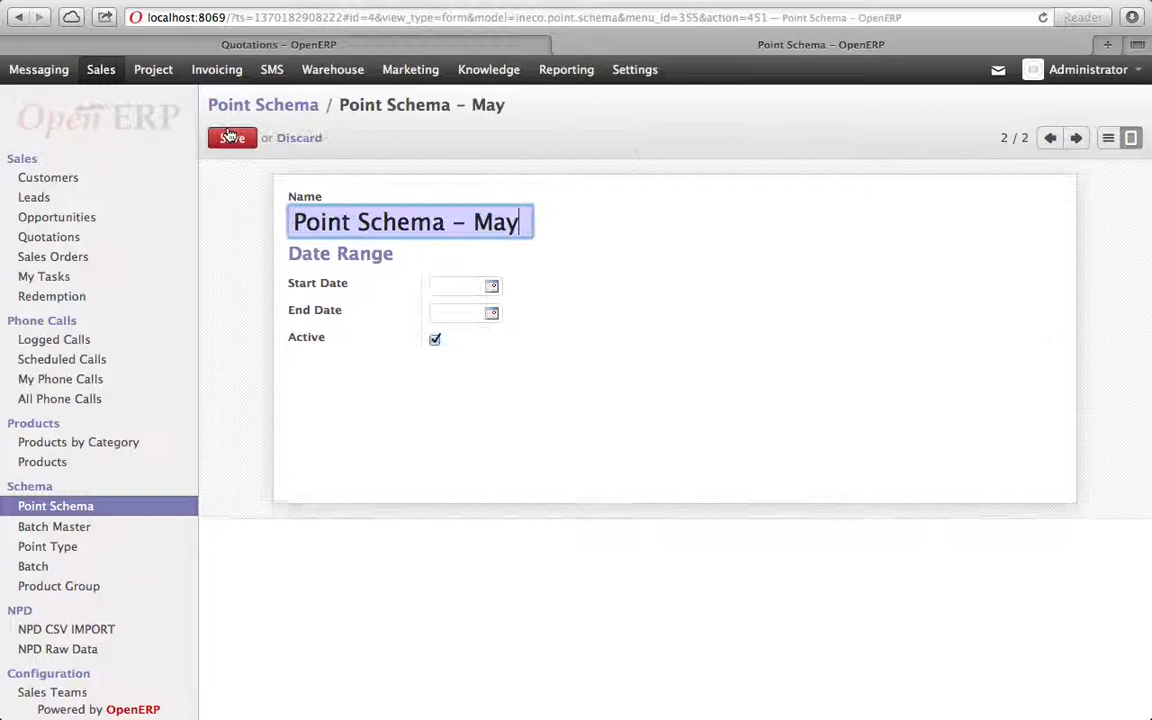 localhost:8069/?ts=1370182908222#id=4&view_type=form&model=ineco.point.schema&menu_id=355&action=451 — Point Schema – OpenERP
Reader
Quotations – OpenERP
Point Schema – OpenERP
Messaging Sales Project Invoicing SMS Warehouse Marketing Knowledge Reporting Settings Administrator
Open ERP
Point Schema / Point Schema – May
Save or Discard
2 / 2
Sales
Customers
Leads
Opportunities
Quotations
Sales Orders
My Tasks
Redemption
Phone Calls
Logged Calls
Scheduled Calls
My Phone Calls
All Phone Calls
Products
Products by Category
Products
Schema
Point Schema
Batch Master
Point Type
Batch
Product Group
NPD
NPD CSV IMPORT
NPD Raw Data
Configuration
Sales Teams
Powered by OpenERP
Name
Point Schema – May
Date Range
Start Date
End Date
Active